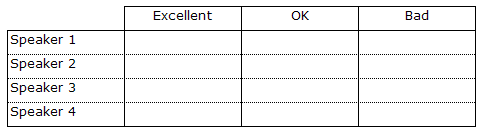 Excellent OK Bad
Speaker 1
Speaker 2
Speaker 3
Speaker 4